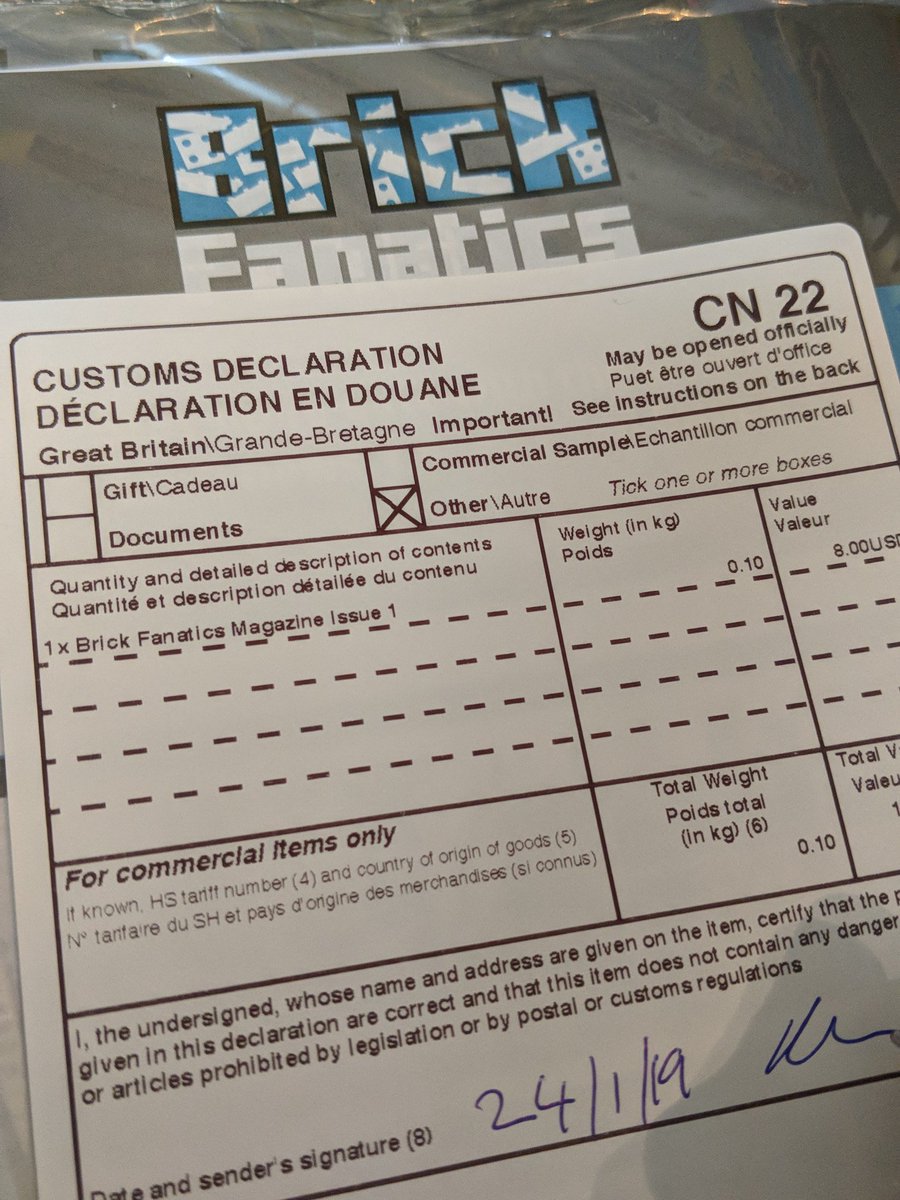 Brick
Fanatics
CN 22
CUSTOMS DECLARATION
May be opened officially
DÉCLARATION EN DOUANE
Puet être ouvert d'office
Great Britain\Grande-Bretagne Important! See instructions on the back
Gift\Cadeau
Commercial Sample\Echantillon commercial
Documents
Other\Autre
Tick one or more boxes
Quantity and detailed description of contents
Quantité et description détaillée du contenu
Weight (in kg)
Poids
Value
Valeur
1x Brick Fanatics Magazine Issue 1
0.10
8.00USD
For commercial items only
If known, HS tariff number (4) and country of origin of goods (5)
N° tarifaire du SH et pays d'origine des merchandises (si connus)
Total Weight
Poids total
(in kg) (6)
0.10
Total V
Valeu
1
I, the undersigned, whose name and address are given on the item, certify that the p
given in this declaration are correct and that this item does not contain any danger
or articles prohibited by legislation or by postal or customs regulations
24/1/19
Date and sender's signature (8)